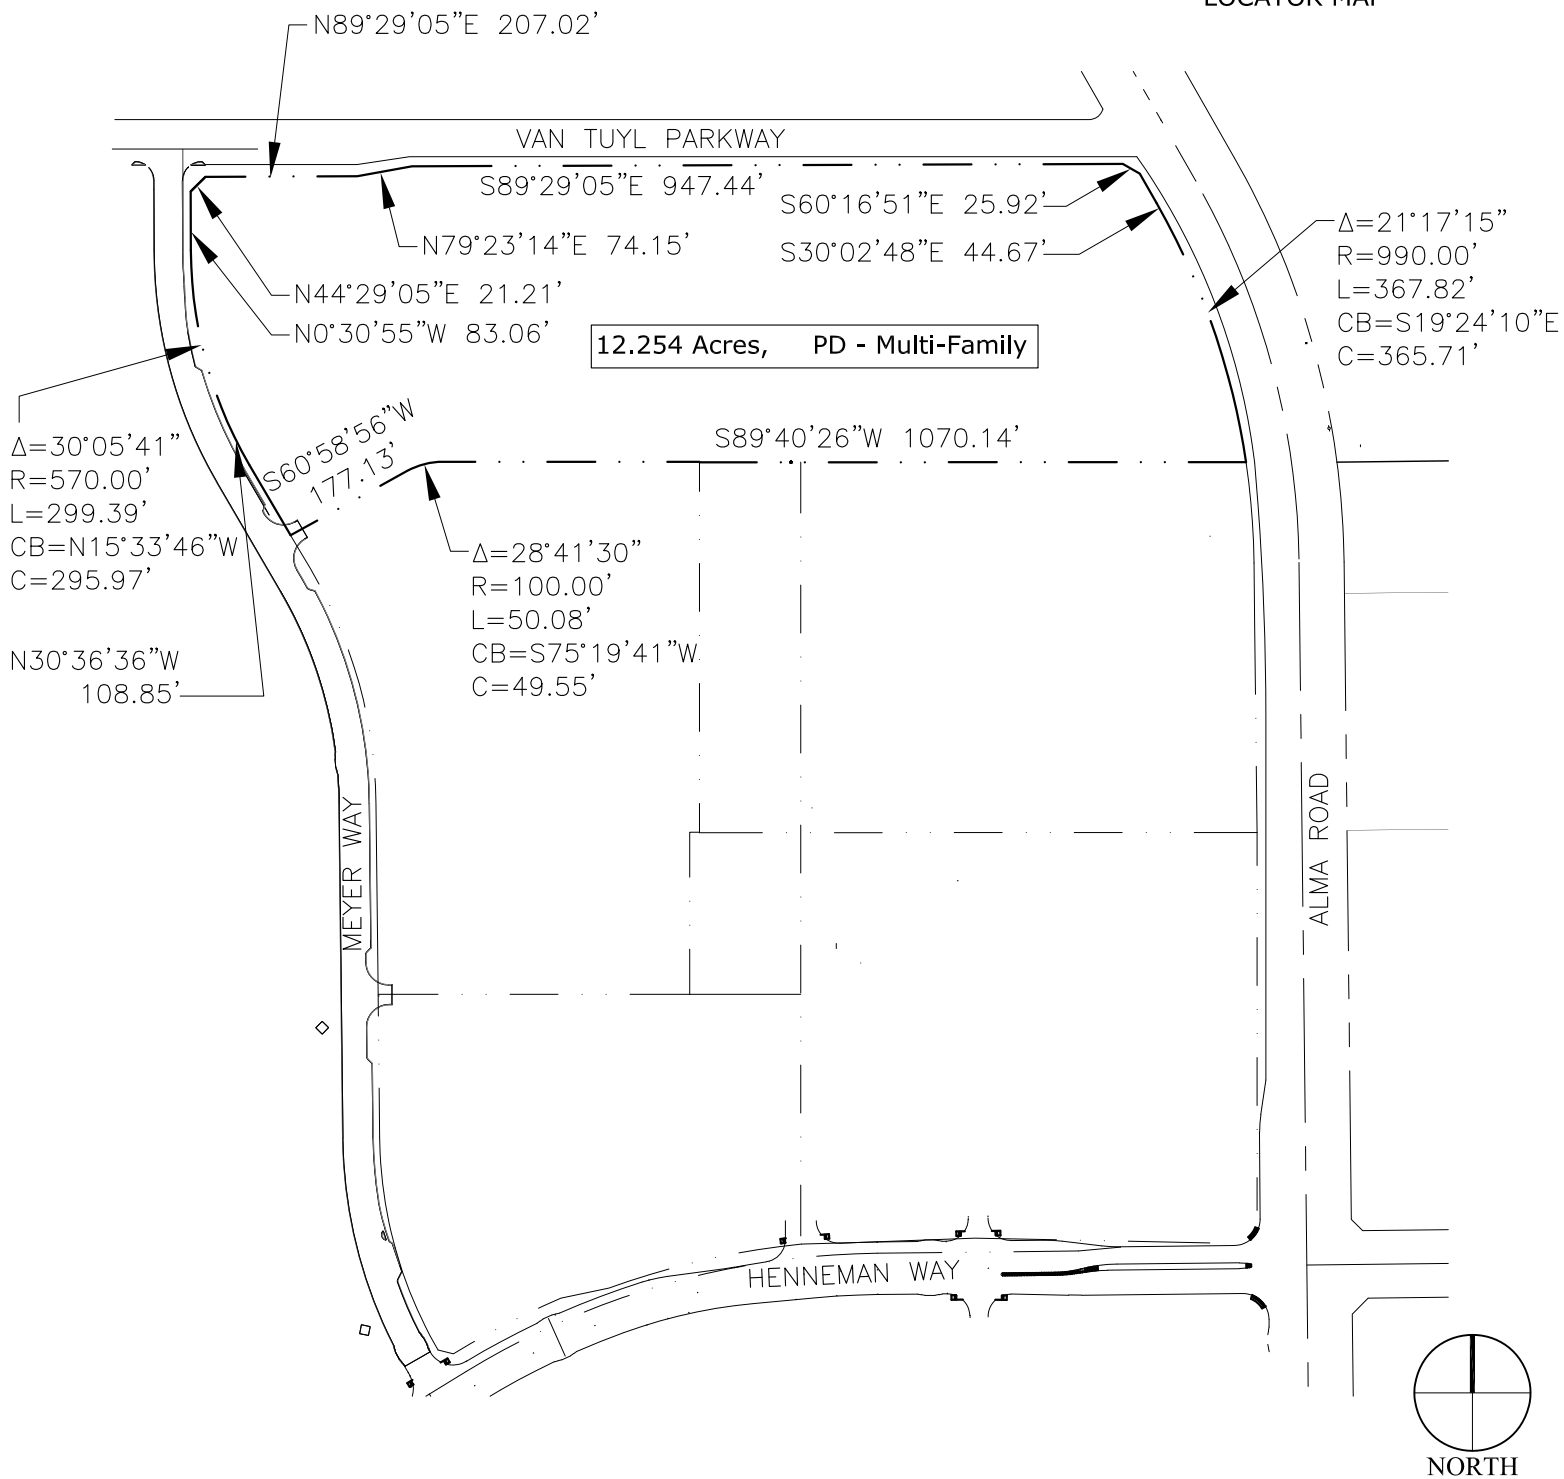 N89°29'05"E 207.02'
VAN TUYL PARKWAY
S89°29'05"E 947.44'
S60°16'51"E 25.92'
N79°23'14"E 74.15'
S30°02'48"E 44.67'
Δ=21°17'15"
R=990.00'
L=367.82'
CB=S19°24'10"E
C=365.71'
N44°29'05"E 21.21'
N0°30'55"W 83.06'
12.254 Acres, PD - Multi-Family
S60°58'56"W
177.13'
S89°40'26"W 1070.14'
Δ=30°05'41"
R=570.00'
L=299.39'
CB=N15°33'46"W
C=295.97'
Δ=28°41'30"
R=100.00'
L=50.08'
CB=S75°19'41"W
C=49.55'
N30°36'36"W
108.85'
MEYER WAY
ALMA ROAD
HENNEMAN WAY
NORTH